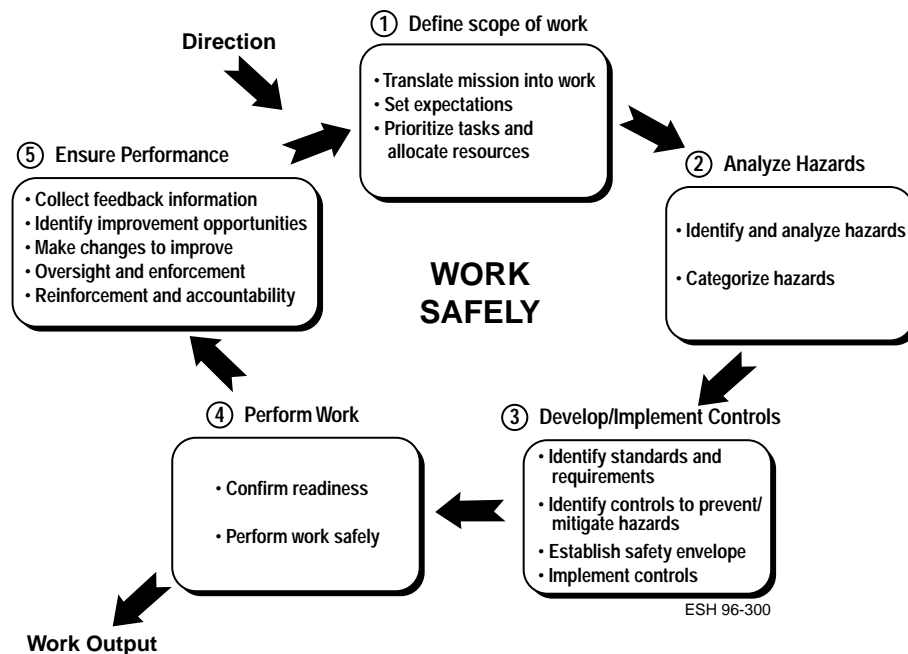 Direction
1 Define scope of work
• Translate mission into work
• Set expectations
• Prioritize tasks and
allocate resources
2 Analyze Hazards
• Identify and analyze hazards
• Categorize hazards
3 Develop/Implement Controls
• Identify standards and
requirements
• Identify controls to prevent/
mitigate hazards
• Establish safety envelope
• Implement controls
ESH 96-300
4 Perform Work
• Confirm readiness
• Perform work safely
Work Output
5 Ensure Performance
• Collect feedback information
• Identify improvement opportunities
• Make changes to improve
• Oversight and enforcement
• Reinforcement and accountability
WORK
SAFELY